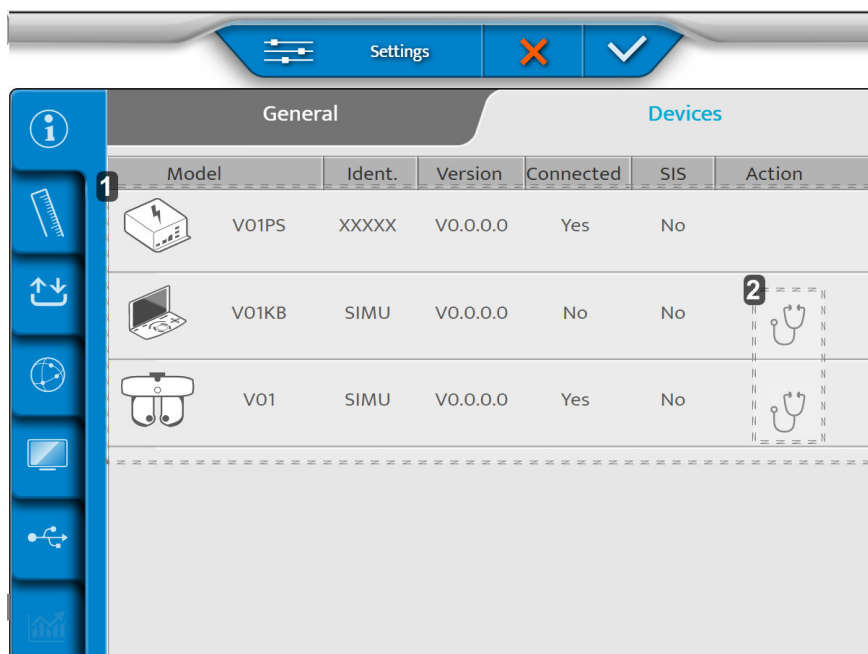 Settings
General Devices
1 Model Ident. Version Connected SIS Action
V01PS XXXXX V0.0.0.0 Yes No
2
V01KB SIMU V0.0.0.0 No No
V01 SIMU V0.0.0.0 Yes No